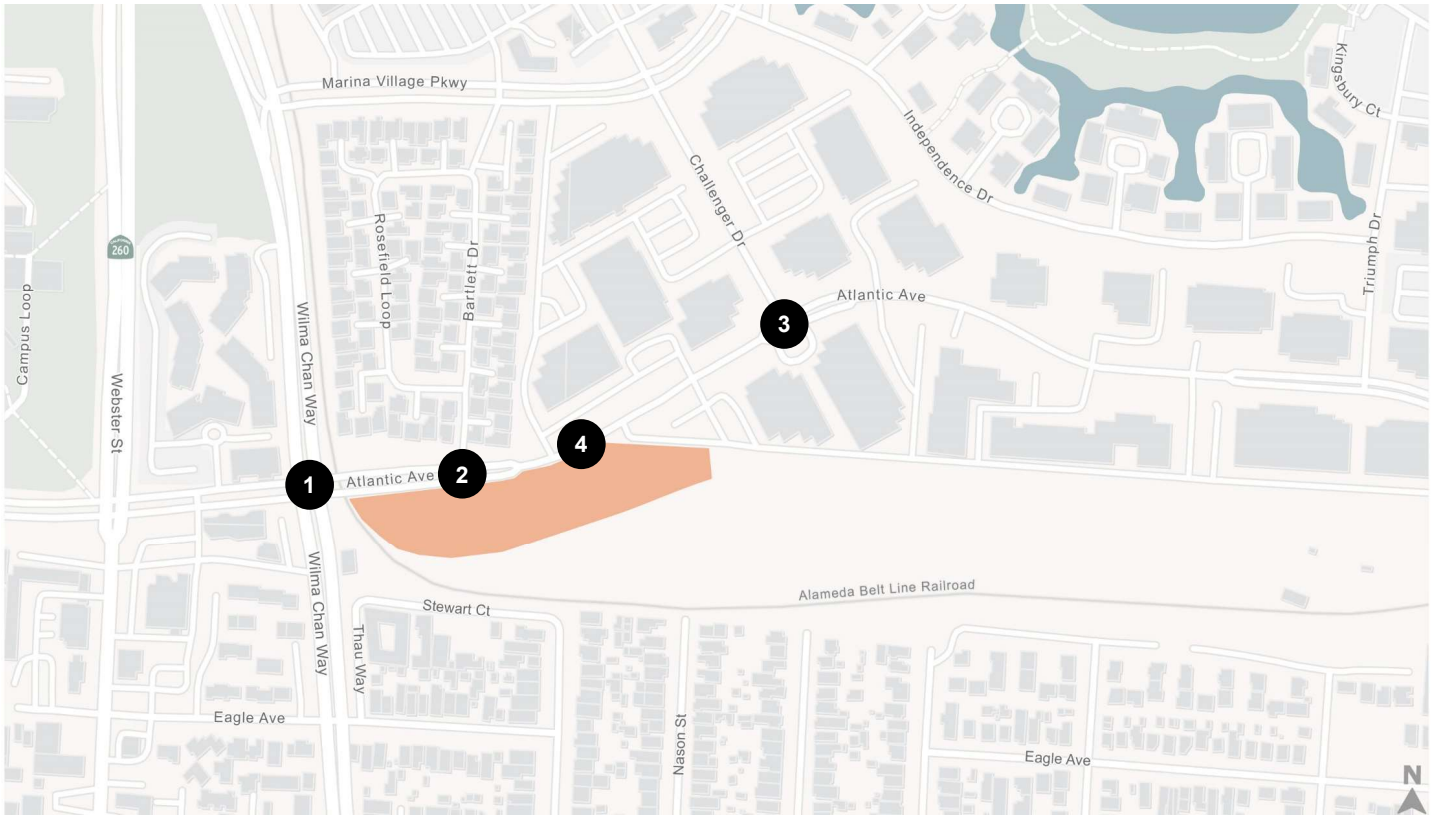 Marina Village Pkwy
Kingsbury Ct
Independence Dr
Challenger Dr
Rosefield Loop
Bartlett Dr
CALIFORNIA
260
Triumph Dr
Campus Loop
Wilma Chan Way
Atlantic Ave
3
Webster St
4
1
Atlantic Ave
2
Wilma Chan Way
Alameda Belt Line Railroad
Stewart Ct
Thau Way
Eagle Ave
Nason St
Eagle Ave
N